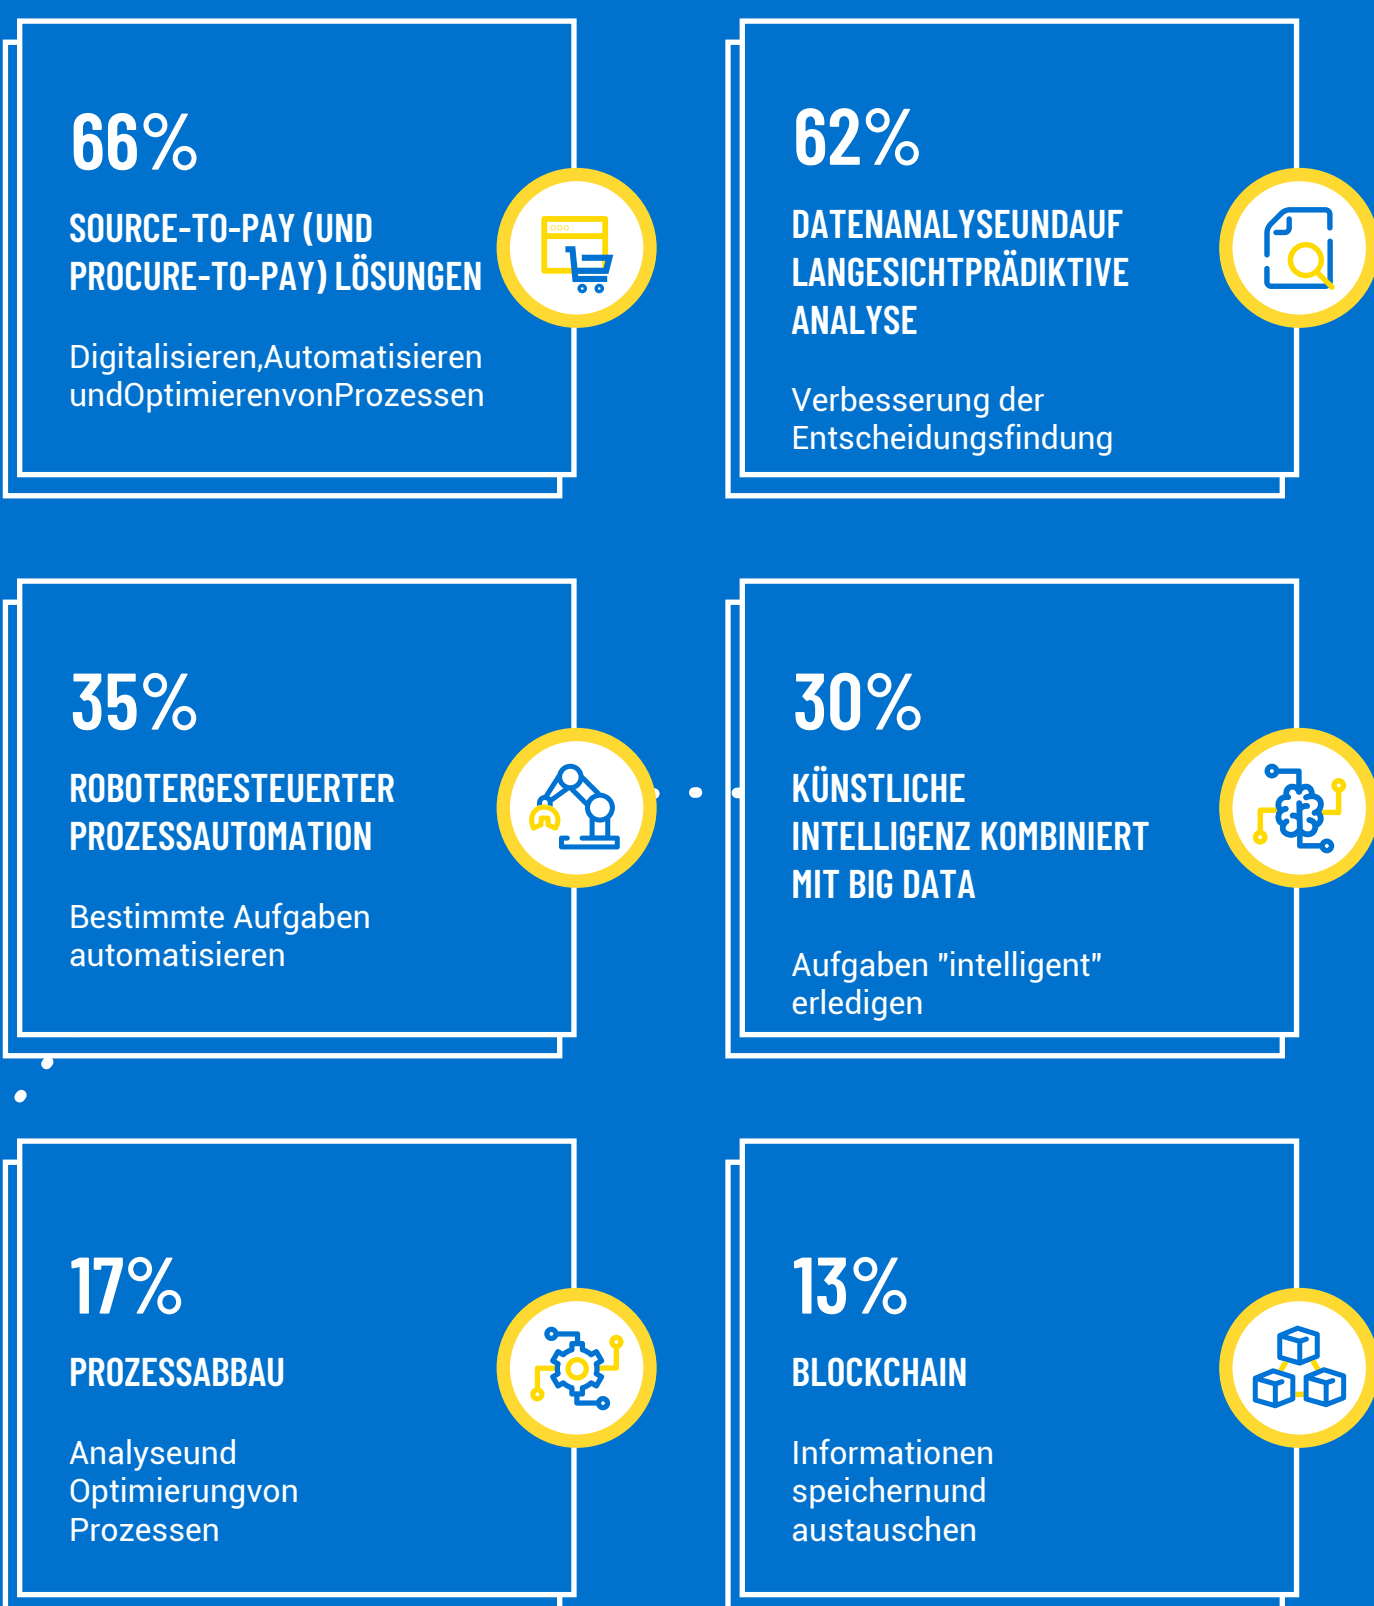 66%
SOURCE-TO-PAY (UND
PROCURE-TO-PAY) LÖSUNGEN
Digitalisieren,Automatisieren
undOptimierenvonProzessen
62%
DATENANALYSEUNDAUF
LANGESICHTPRÄDIKTIVE
ANALYSE
Verbesserung der
Entscheidungsfindung
35%
ROBOTERGESTEUERTER
PROZESSAUTOMATION
Bestimmte Aufgaben
automatisieren
30%
KÜNSTLICHE
INTELLIGENZ KOMBINIERT
MIT BIG DATA
Aufgaben "intelligent"
erledigen
17%
PROZESSABBAU
Analyseund
Optimierungvon
Prozessen
13%
BLOCKCHAIN
Informationen
speichernund
austauschen